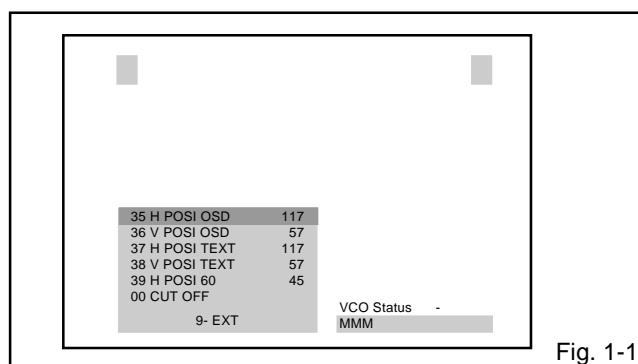 35 H POSI OSD 117
36 V POSI OSD 57
37 H POSI TEXT 117
38 V POSI TEXT 57
39 H POSI 60 45
00 CUT OFF
9- EXT
VCO Status -
MMM
Fig. 1-1